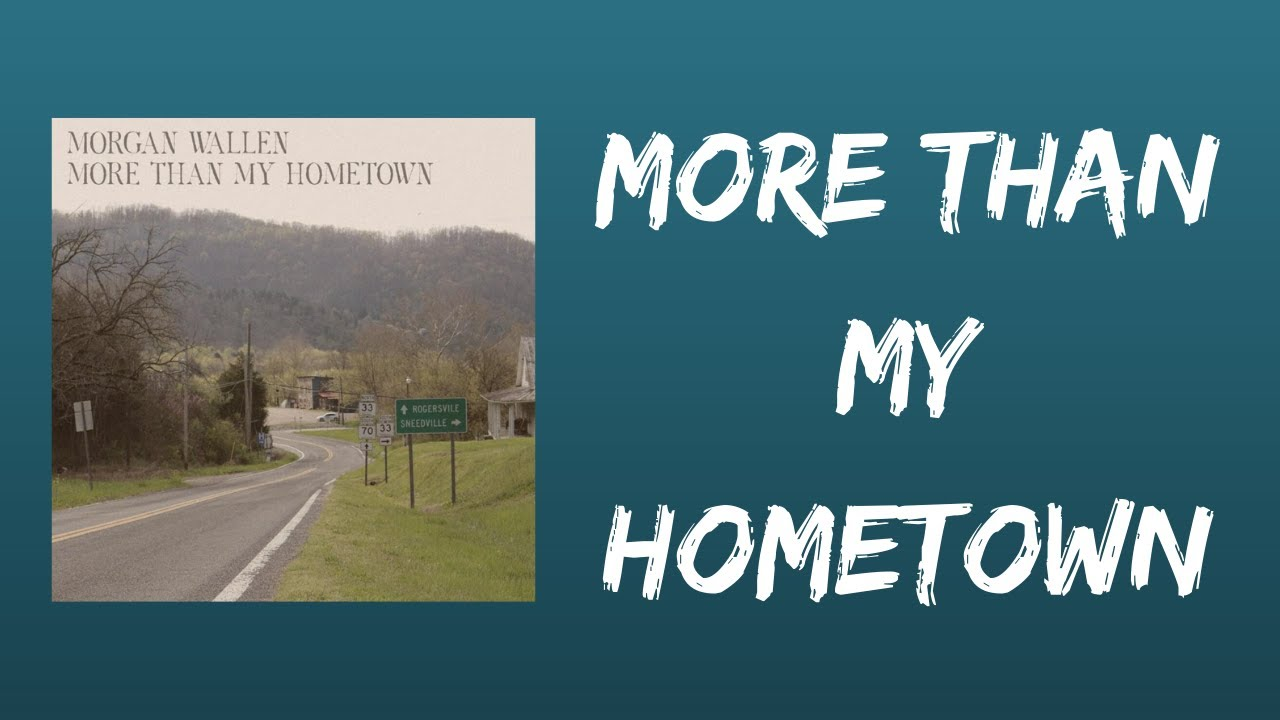 MORGAN WALLEN
MORE THAN MY HOMETOWN
33
70
33
ROGERSVILE
SNEEDVILLE
MORE THAN
MY
HOMETOWN